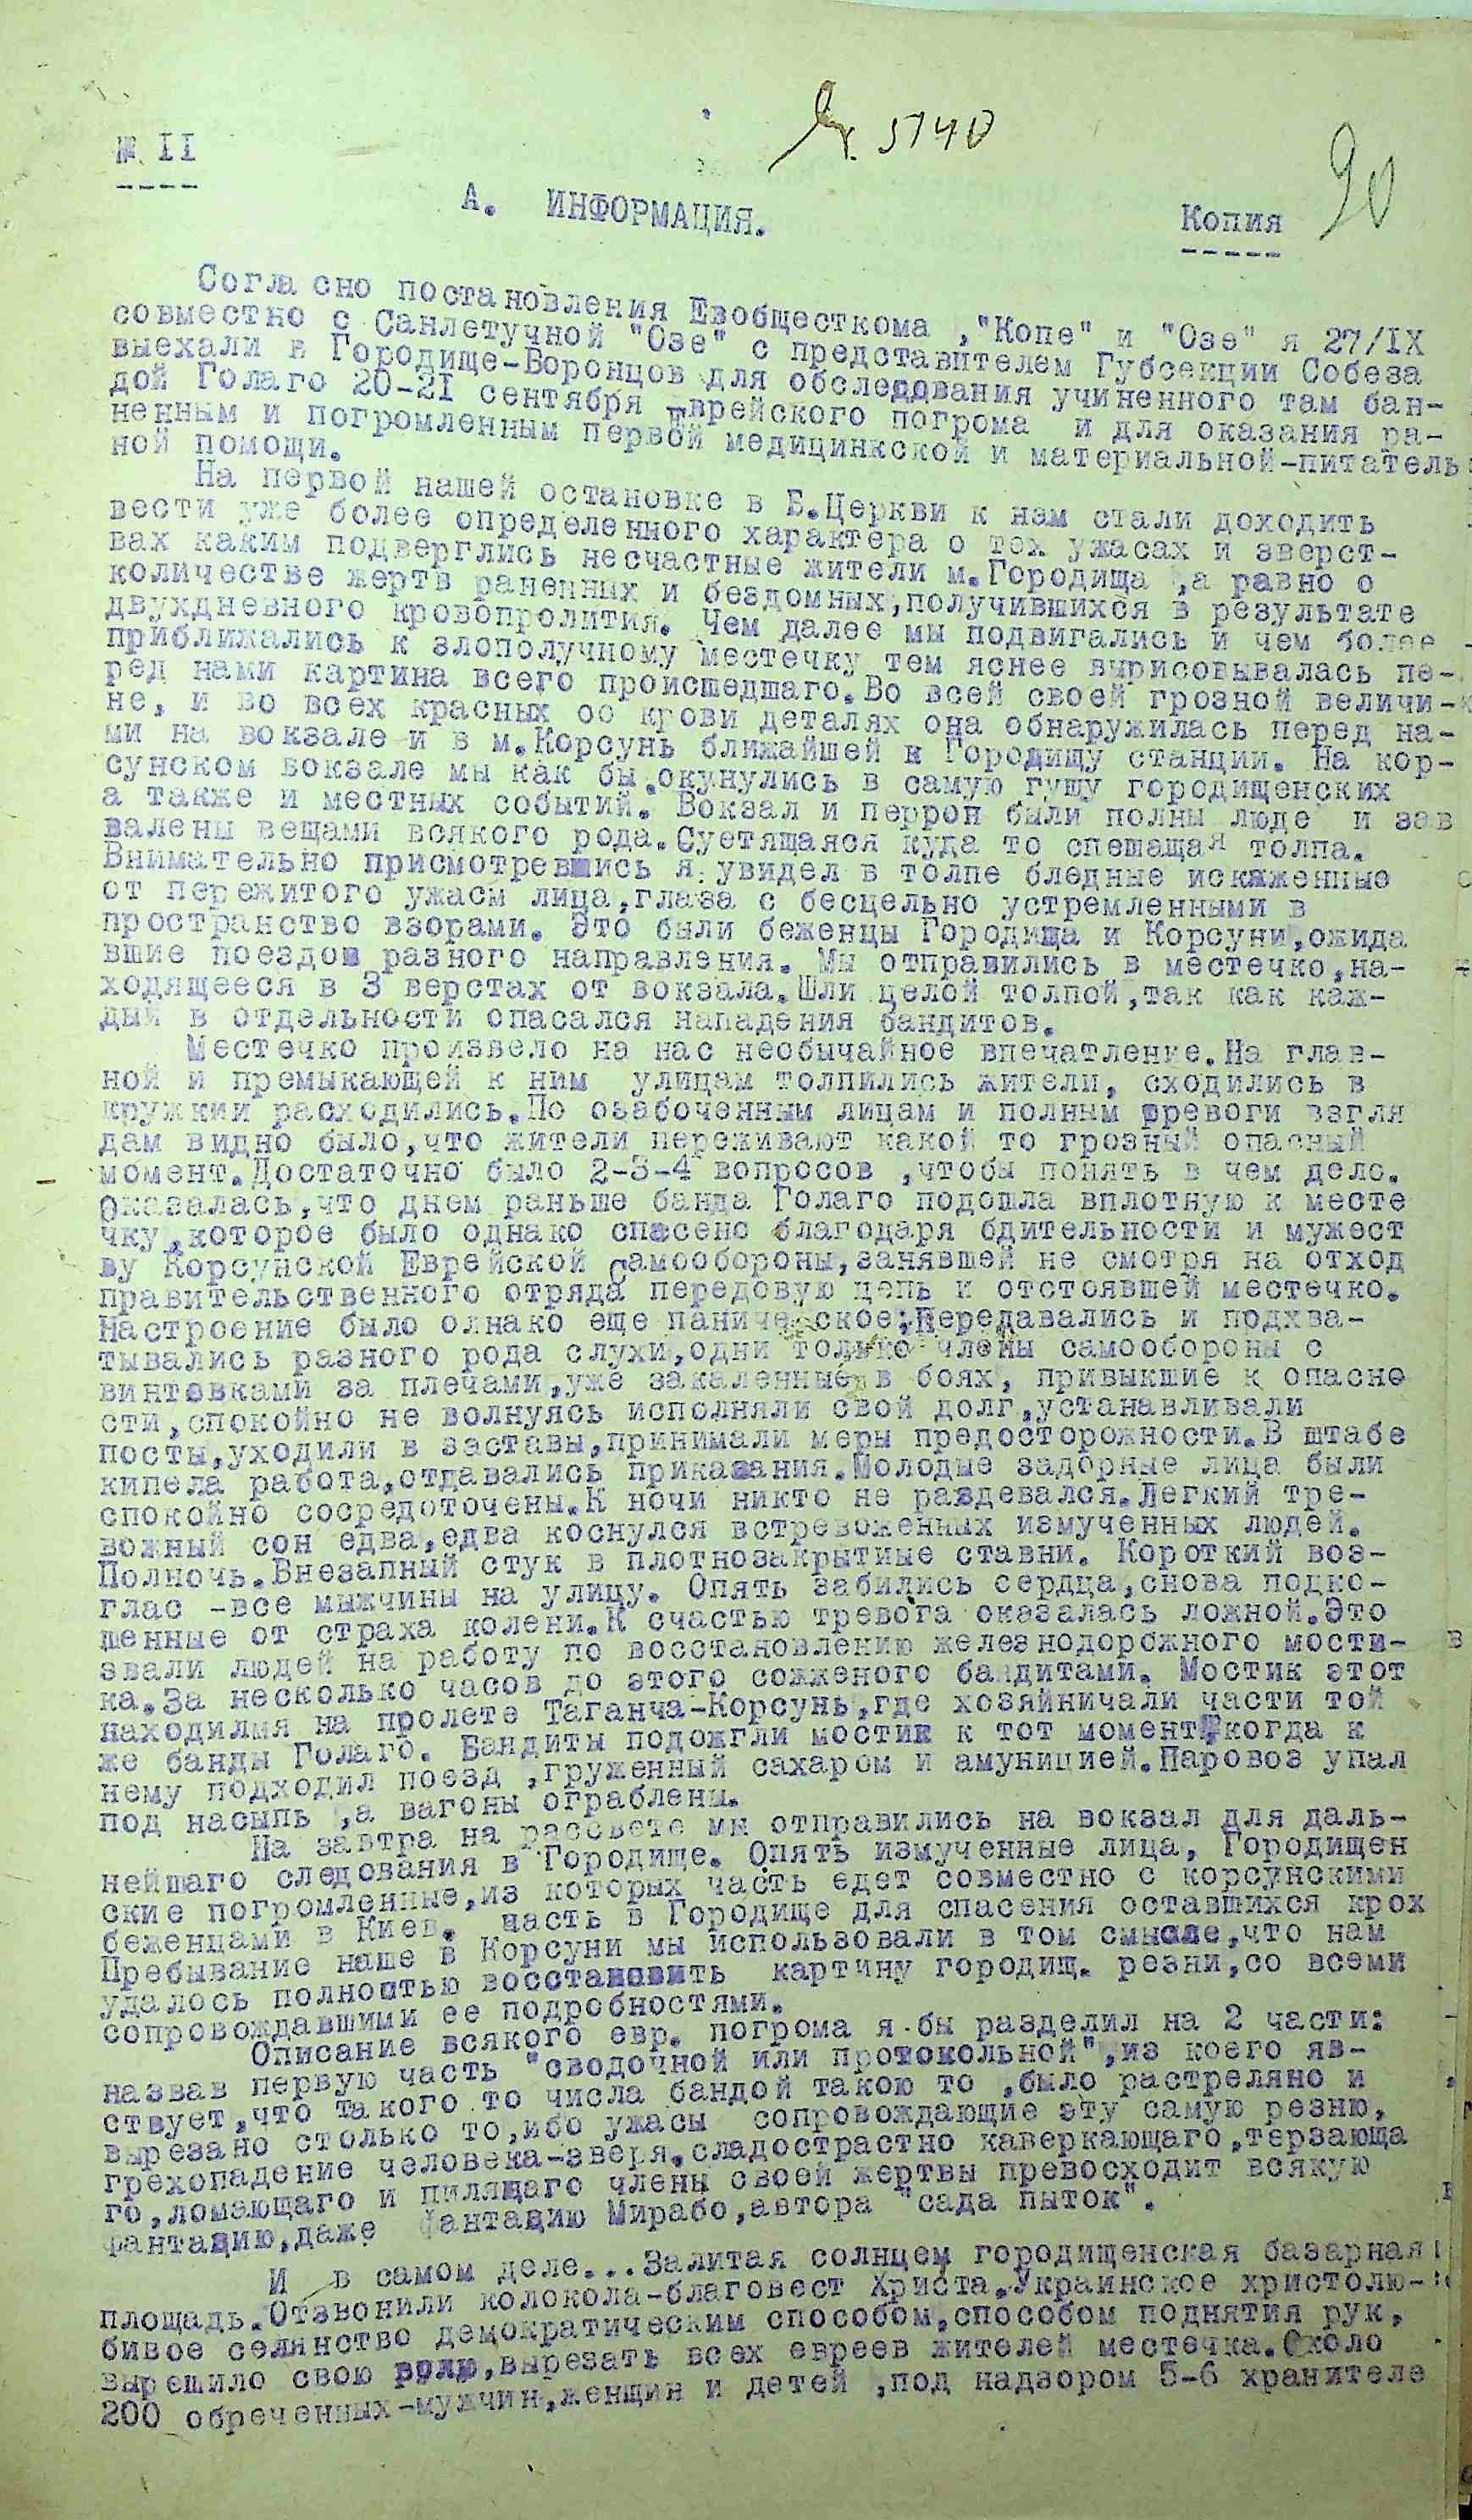 № II
Вх. 5140
90
А. ИНФОРМАЦИЯ.
Копия
Согласно постановления Евобщесткома ,"Копе" и "Озе" я 27/IX
совместно с Санлетучной "Озе" с представителем Губсекции Собеза
выехали в Городище-Воронцов для обследдвания учиненного там бан-
дой Голаго 20-21 сентября еврейского погрома и для оказания ра-
ненным и погромленным первой медицинкской и материальной-питатель
ной помощи.
На первой нашей остановке в Б.Церкви к нам стали доходить
вести уже более определенного характера о тех ужасах и зверст-
вах каким подверглись несчастные жители м.Городища ,а равно о
количестве жертв раненных и бездомных,получившихся в результате
двухдневного кровопролития. Чем далее мы подвигались и чем более
приближались к злополучному местечку тем яснее вырисовывалась пе-
ред нами картина всего происшедшаго.Во всей своей грозной величи-
не, и во всех красных оо крови деталях она обнаружилась перед на-
ми на вокзале и в м.Корсунь ближайшей к Городищу станции. На кор-
сунском вокзале мы как бы окунулись в самую гущу городищенских
а также и местных событий. Вокзал и перрон были полны люде и зав
валены вещами всякого рода.Суетящаяся куда то спешащая толпа.
Внимательно присмотревшись я увидел в толпе бледные искаженные
от пережитого ужасм лица,глаза с бесцельно устремленными в
пространство взорами. Это были беженцы Городища и Корсуни,ожида
вшие поездов разного направления. Мы отправились в местечко,на-
ходящееся в 3 верстах от вокзала.Шли целой толпой,так как каж-
дый в отдельности опасался нападения бандитов.
Местечко произвело на нас необычайное впечатление.На глав-
ной и премыкающей к ним улицам толпились жители, сходились в
кружкии расходились.По озабоченным лицам и полным тревоги взгля
дам видно было,что жители переживают какой то грозный опасный
момент.Достаточно было 2-3-4 вопросов ,чтобы понять в чем дело.
Оказалась,что днем раньше банда Голаго подошла вплотную к месте
чку,которое было однако спасено благодаря бдительности и мужест
ву Корсунской Еврейской Самообороны,занявшей не смотря на отход
правительственного отряда передовую цепь и отстоявшей местечко.
Настроение было однако еще паническое;Передавались и подхва-
тывались разного рода слухи,одни только члены самообороны с
винтовками за плечами,уже закаленные в боях, привыкшие к опасно
сти,спокойно не волнуясь исполняли свой долг,устанавливали
посты,уходили в заставы,принимали меры предосторожности.В штабе
кипела работа,отдавались приказания.Молодые задорные лица были
спокойно сосредоточены.К ночи никто не раздевался.Легкий тре-
вожный сон едва,едва коснулся встревоженных измученных людей.
Полночь.Внезапный стук в плотнозакрытиые ставни. Короткий воз-
глас -все мыжчины на улицу. Опять забились сердца,снова подко-
шенные от страха колени.К счастью тревога оказалась ложной.Это
звали людей на работу по восстановлению железнодорожного мости-
ка.За несколько часов до этого сожженого бандитами. Мостик этот
находилмя на пролете Таганча-Корсунь,где хозяйничали части той
же банды Голаго. Бандиты подожгли мостик к тот момент,когда к
нему подходил поезд ,груженный сахаром и амуницией.Паровоз упал
под насыпь ,а вагоны ограблены.
На завтра на рассвете мы отправились на вокзал для даль-
нейшаго следования в Городище. Опять измученные лица, Городищен
ские погромленные,из которых часть едет совместно с корсунскими
беженцами в Киев, часть в Городище для спасения оставшихся крох
Пребывание наше в Корсуни мы использовали в том смысле,что нам
удалось полностью восстановить картину городищ. резни,со всеми
сопровождавшими ее подробностями.
Описание всякого евр. погрома я бы разделил на 2 части:
назвав первую часть "сводочной или протокольной",из коего яв-
ствует,что такого то числа бандой такою то ,было растреляно и
вырезано столько то,ибо ужасы сопровождающие эту самую резню,
грехопадение человека-зверя,сладострастно каверкающаго,терзающа
го,ломающаго и пилящаго члены своей жертвы превосходит всякую
фантацию,даже фантацию Мирабо,автора "сада пыток".
И в самом деле...Залитая солнцем городищенская базарная
площадь.Отзвонили колокола-благовест Христа.Украинское христолю-
бивое селянство демократическим способом,способом поднятия рук,
вырешило свою волю,вырезать всех евреев жителей местечка.Около
200 обреченных-мужчин,женщин и детей ,под надзором 5-6 хранителе